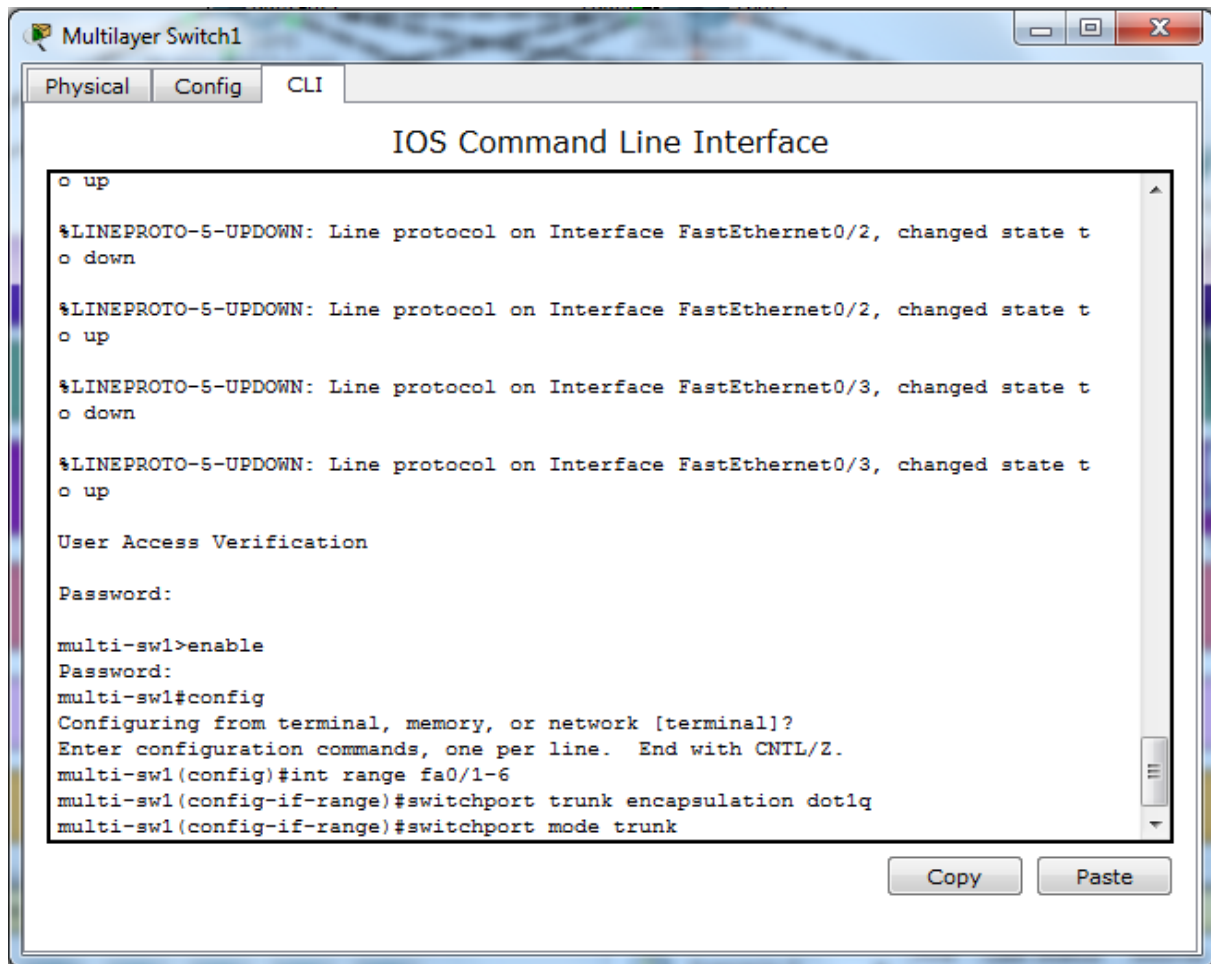 Multilayer Switch1
Physical
Config
CLI
IOS Command Line Interface
o up
%LINEPROTO-5-UPDOWN: Line protocol on Interface FastEthernet0/2, changed state t
o down
%LINEPROTO-5-UPDOWN: Line protocol on Interface FastEthernet0/2, changed state t
o up
%LINEPROTO-5-UPDOWN: Line protocol on Interface FastEthernet0/3, changed state t
o down
%LINEPROTO-5-UPDOWN: Line protocol on Interface FastEthernet0/3, changed state t
o up
User Access Verification
Password:
multi-sw1>enable
Password:
multi-sw1#config
Configuring from terminal, memory, or network [terminal]?
Enter configuration commands, one per line.  End with CNTL/Z.
multi-sw1(config)#int range fa0/1-6
multi-sw1(config-if-range)#switchport trunk encapsulation dot1q
multi-sw1(config-if-range)#switchport mode trunk
Copy
Paste